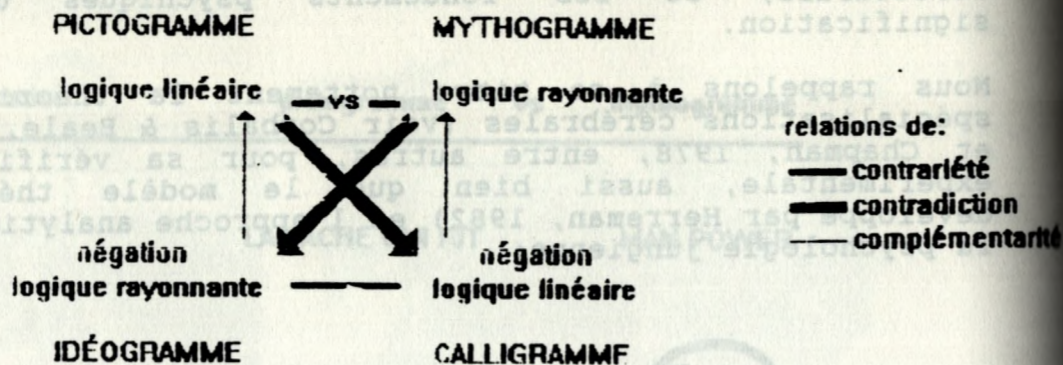 PICTOGRAMME MYTHOGRAMME
logique linéaire — vs — logique rayonnante
relations de:
contrariété
contradiction
complémentarité
négation négation
logique rayonnante logique linéaire
IDÉOGRAMME CALLIGRAMME